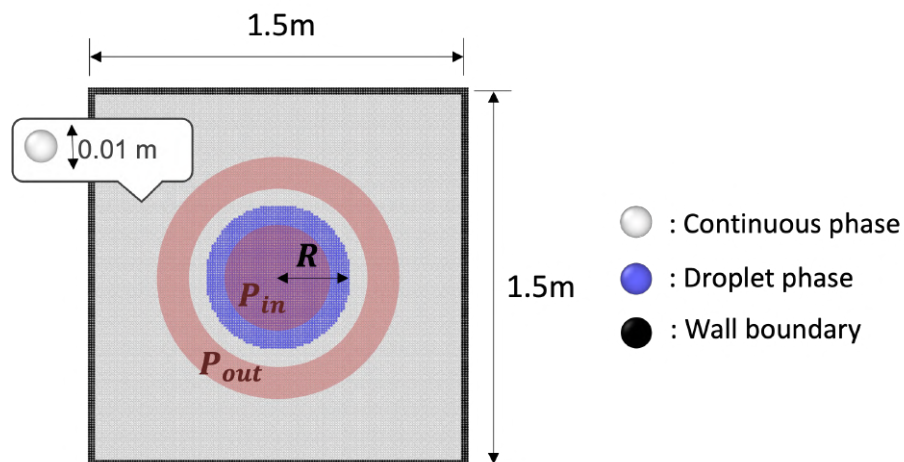 1.5m
0.01 m
R
P_in
P_out
1.5m
: Continuous phase
: Droplet phase
: Wall boundary